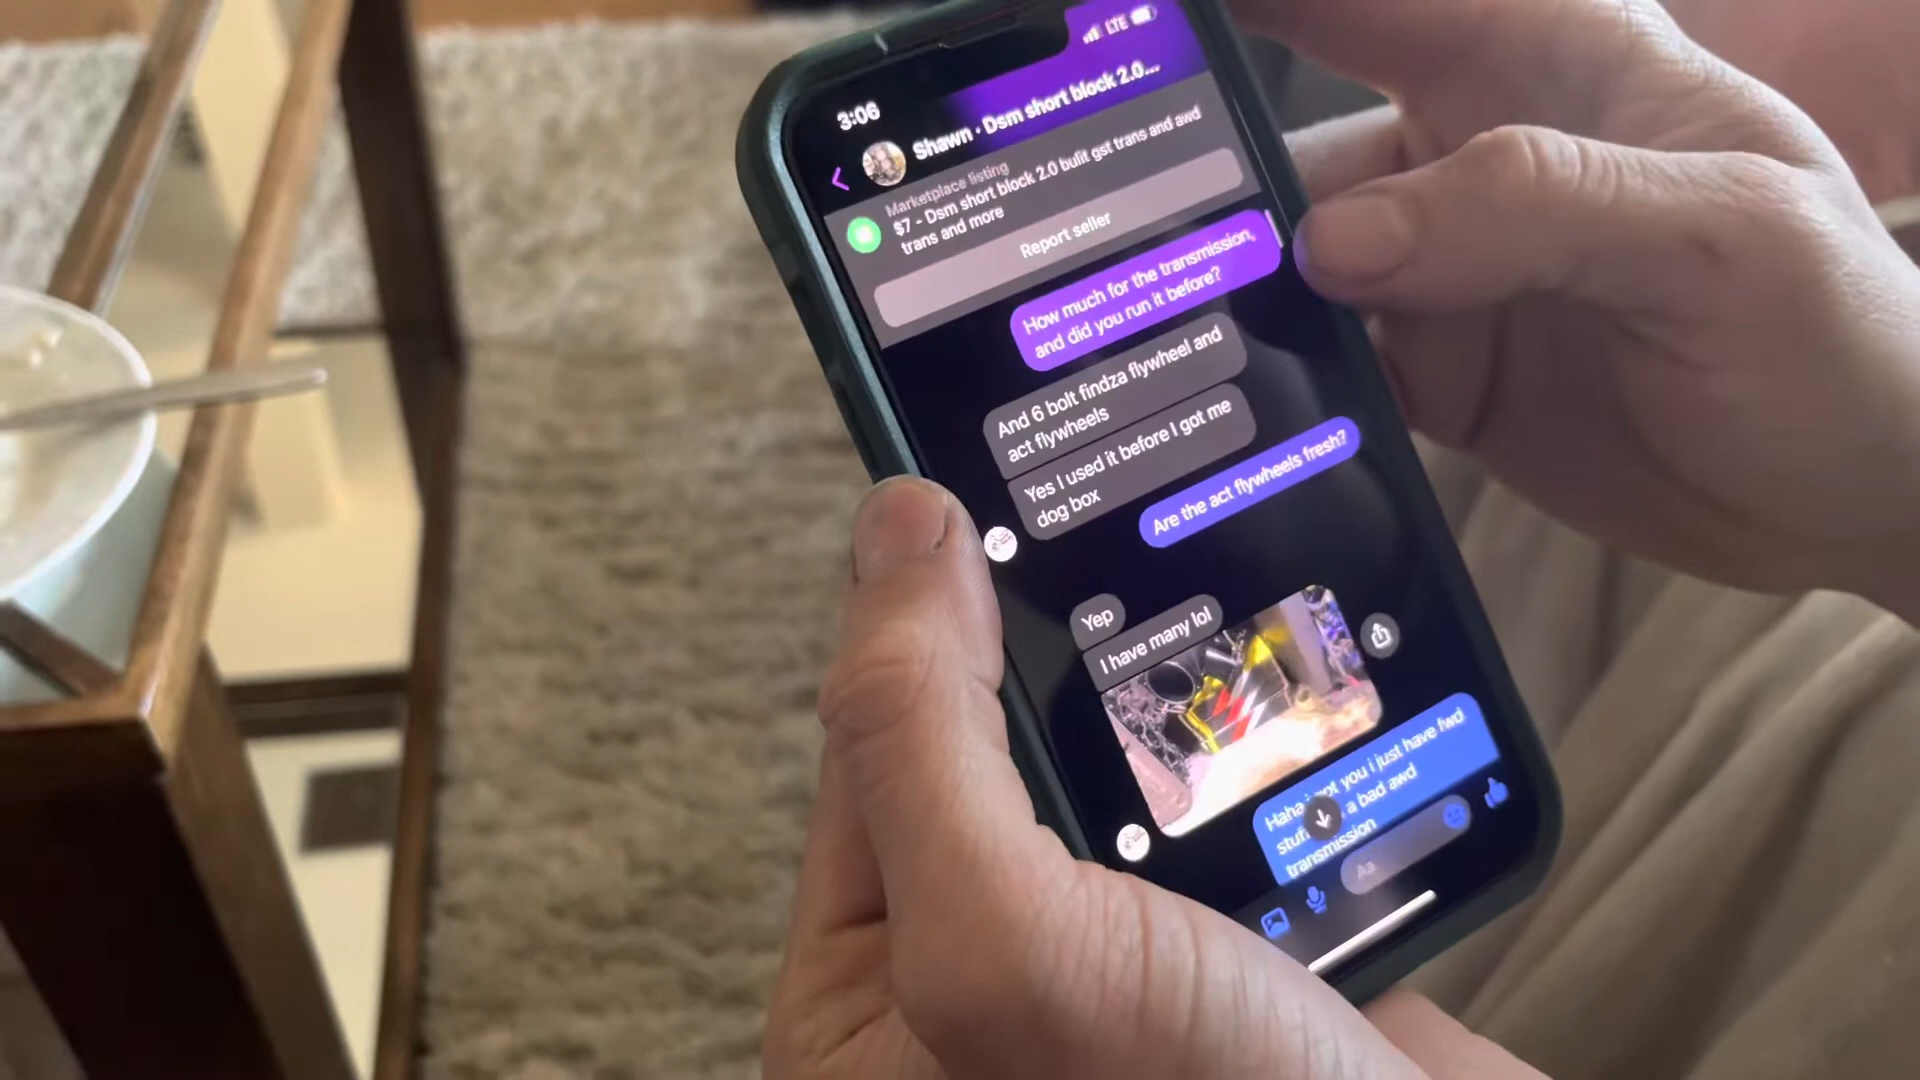 3:06
LTE
Shawn · Dsm short block 2.0...
Marketplace listing
$7 - Dsm short block 2.0 built gst trans and awd
trans and more
Report seller
How much for the transmission,
and did you run it before?
And 6 bolt findza flywheel and
act flywheels
Yes I used it before I got me
dog box
Are the act flywheels fresh?
Yep
I have many lol
Haha i got you i just have fwd
a bad awd
transmission
Aa